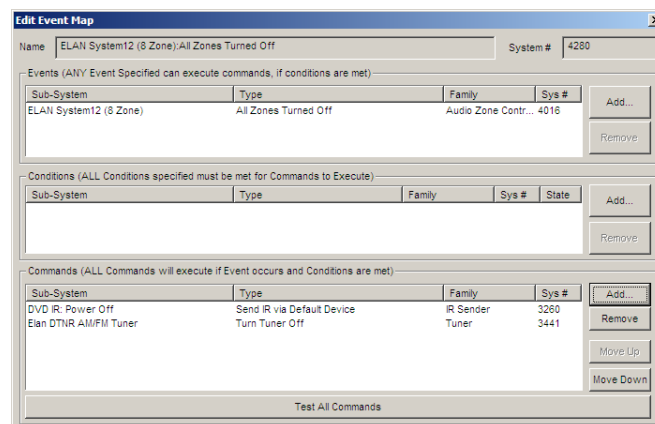 Edit Event Map
Name ELAN System12 (8 Zone):All Zones Turned Off System # 4280
Events (ANY Event Specified can execute commands, if conditions are met)
Sub-System Type Family Sys #
ELAN System12 (8 Zone) All Zones Turned Off Audio Zone Contr... 4016
Add...
Remove
Conditions (ALL Conditions specified must be met for Commands to Execute)
Sub-System Type Family Sys # State
Add...
Remove
Commands (ALL Commands will execute if Event occurs and Conditions are met)
Sub-System Type Family Sys #
DVD IR: Power Off Send IR via Default Device IR Sender 3260
Elan DTNR AM/FM Tuner Turn Tuner Off Tuner 3441
Add...
Remove
Move Up
Move Down
Test All Commands